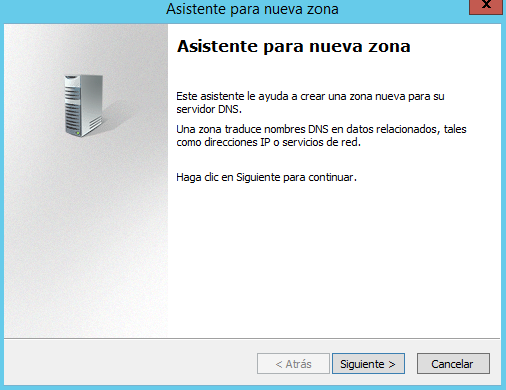 Asistente para nueva zona
x
Asistente para nueva zona
Este asistente le ayuda a crear una zona nueva para su
servidor DNS.
Una zona traduce nombres DNS en datos relacionados, tales
como direcciones IP o servicios de red.
Haga clic en Siguiente para continuar.
< Atrás Siguiente > Cancelar